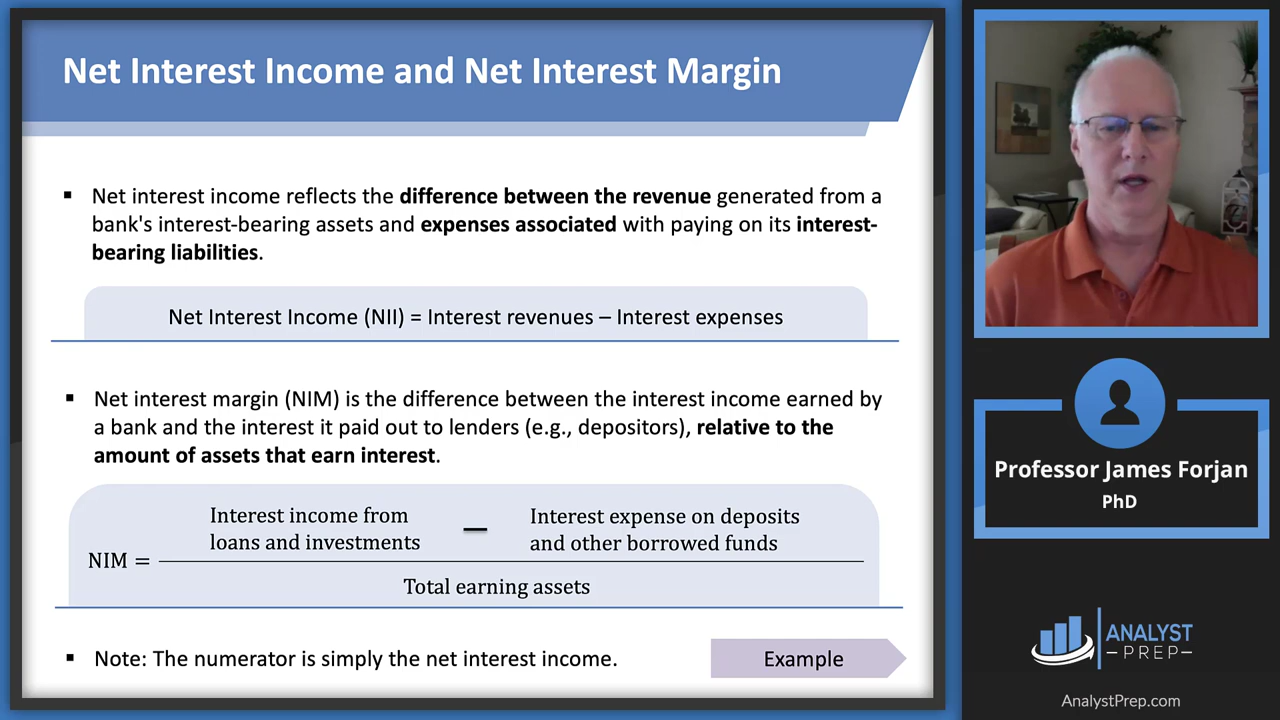 Net Interest Income and Net Interest Margin
▪ Net interest income reflects the difference between the revenue generated from a
bank's interest-bearing assets and expenses associated with paying on its interest-
bearing liabilities.
Net Interest Income (NII) = Interest revenues – Interest expenses
▪ Net interest margin (NIM) is the difference between the interest income earned by
a bank and the interest it paid out to lenders (e.g., depositors), relative to the
amount of assets that earn interest.
Interest income from
loans and investments
—
Interest expense on deposits
and other borrowed funds
NIM =
Total earning assets
▪ Note: The numerator is simply the net interest income.
Example
Professor James Forjan
PhD
ANALYST
–PREP–
AnalystPrep.com